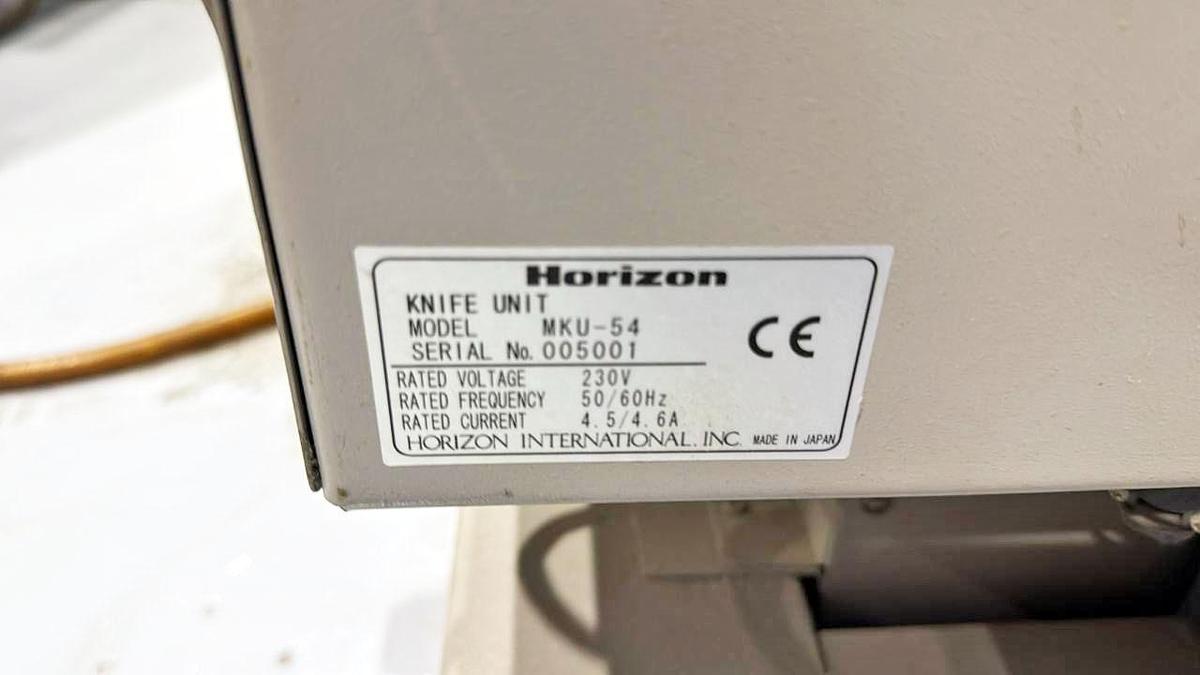 Horizon
KNIFE UNIT
MODEL MKU-54
SERIAL No. 005001
CE
RATED VOLTAGE 230V
RATED FREQUENCY 50/60Hz
RATED CURRENT 4.5/4.6A
HORIZON INTERNATIONAL. INC. MADE IN JAPAN